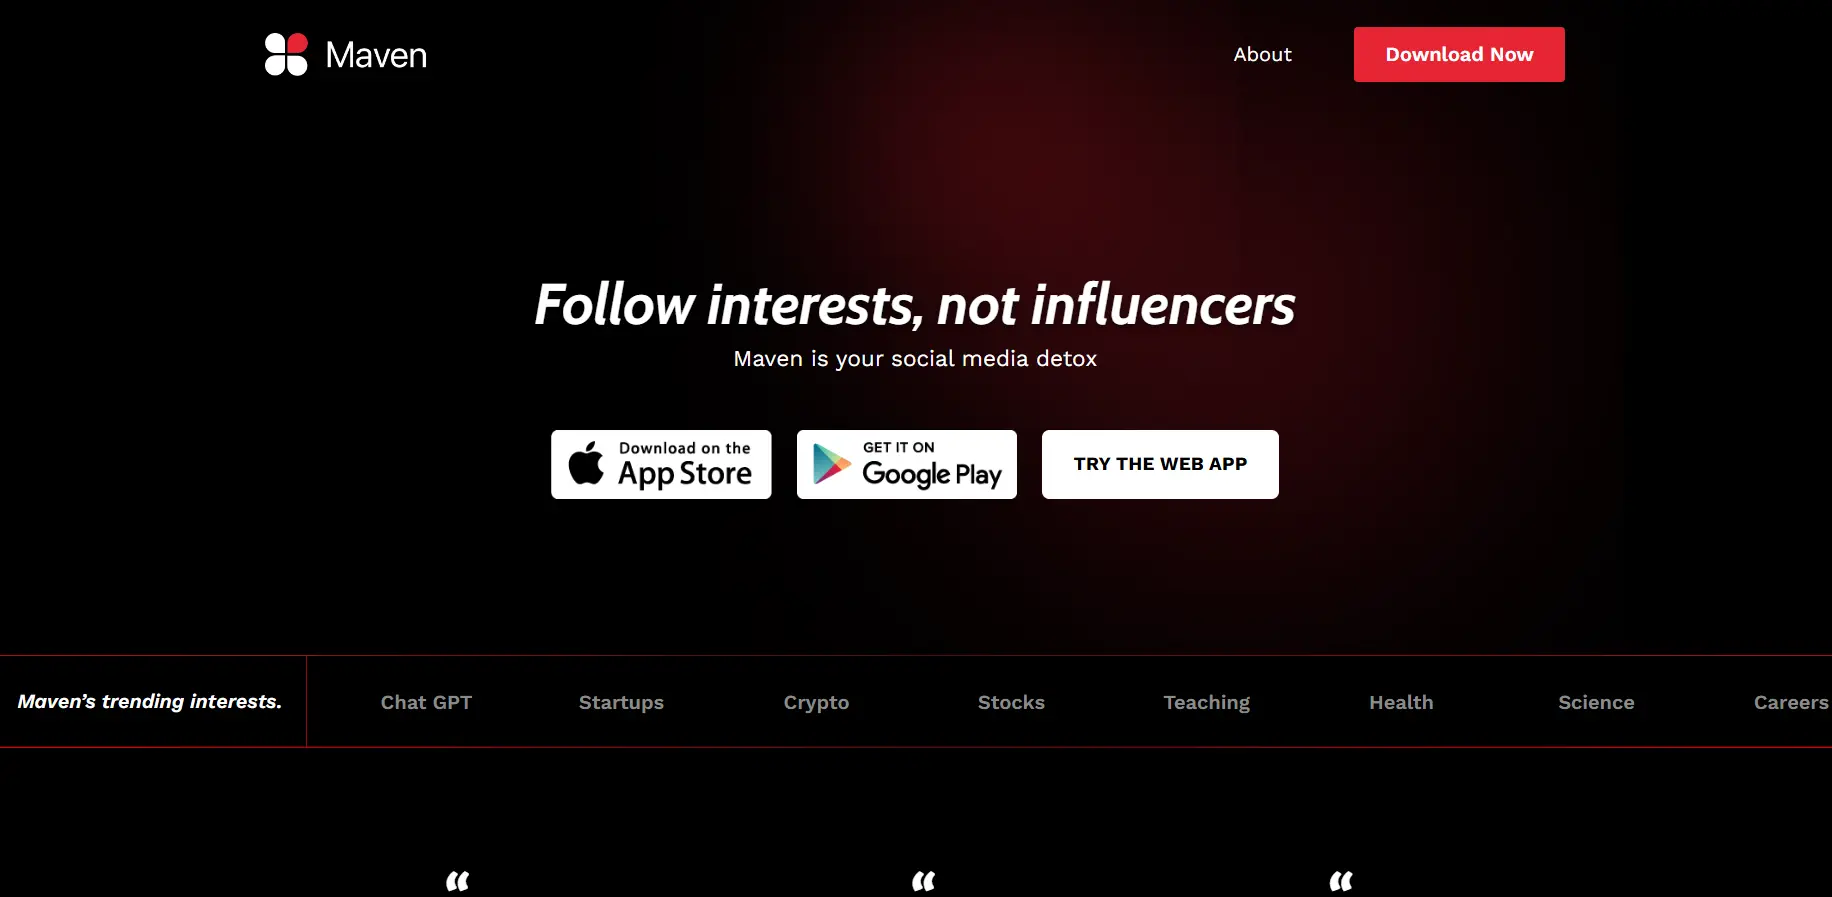 Maven
About
Download Now
Follow interests, not influencers
Maven is your social media detox
Download on the
App Store
GET IT ON
Google Play
TRY THE WEB APP
Maven’s trending interests.
Chat GPT
Startups
Crypto
Stocks
Teaching
Health
Science
Careers
“
“
“